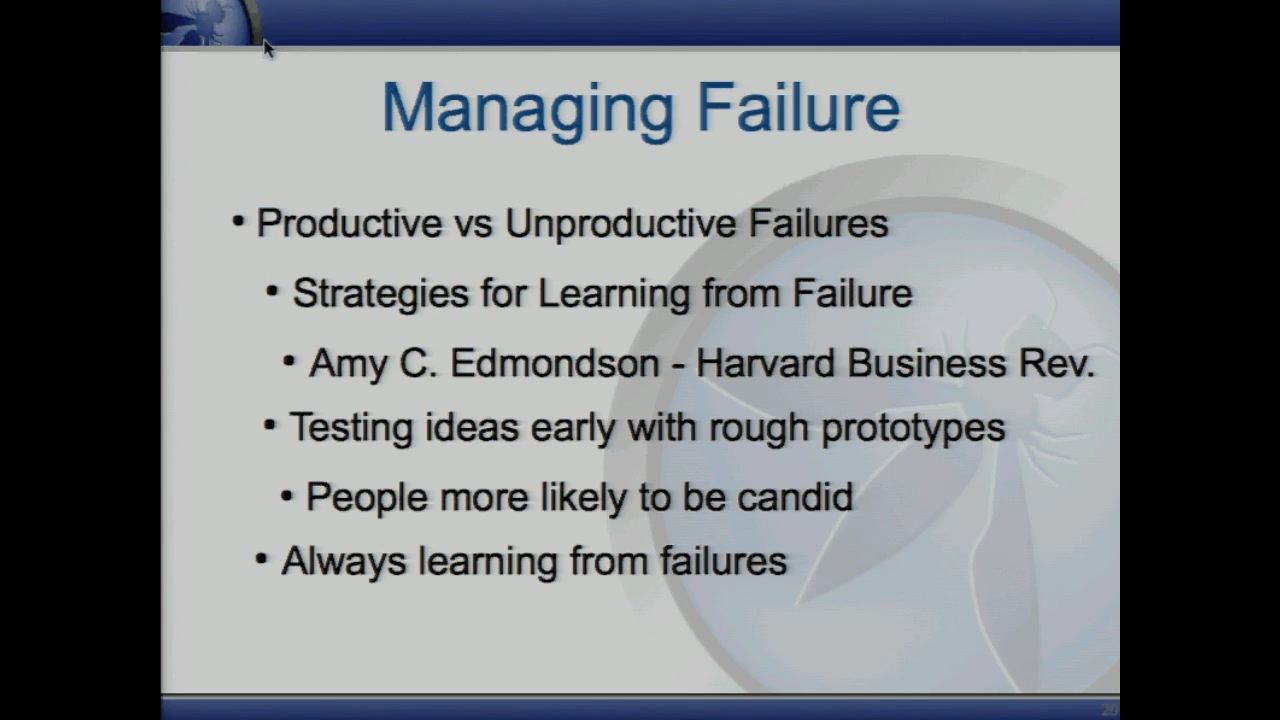 Managing Failure
• Productive vs Unproductive Failures
• Strategies for Learning from Failure
• Amy C. Edmondson - Harvard Business Rev.
• Testing ideas early with rough prototypes
• People more likely to be candid
• Always learning from failures